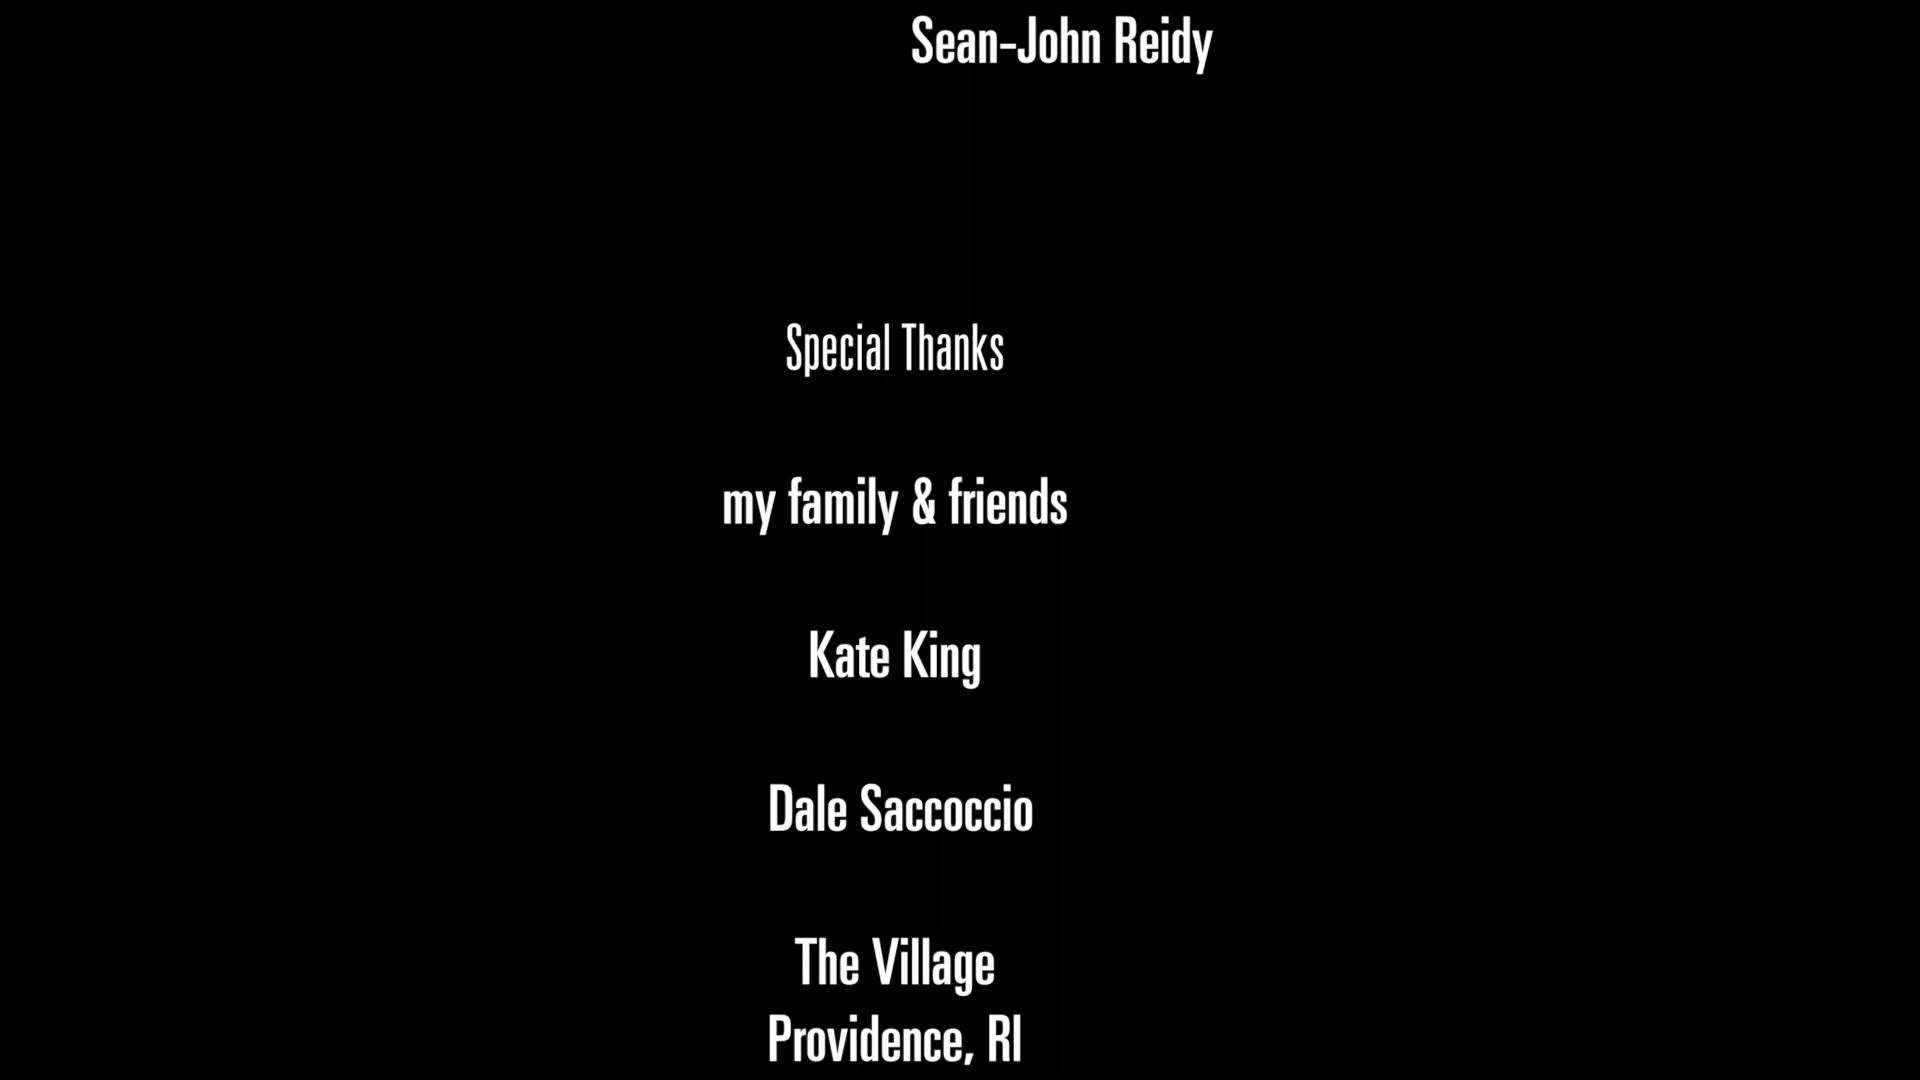 Sean-John Reidy
Special Thanks
my family & friends
Kate King
Dale Saccoccio
The Village
Providence, RI